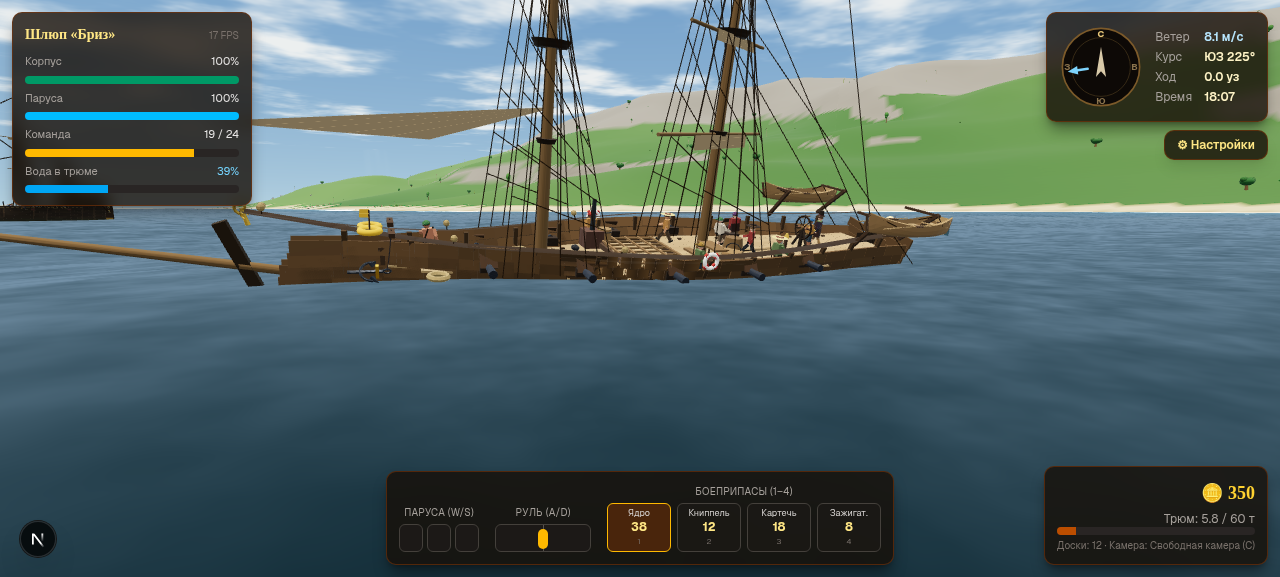 Шлюп «Бриз»
17 FPS
Корпус 100%
Паруса 100%
Команда 19 / 24
Вода в трюме 39%
С
З
В
Ю
Ветер 8.1 м/с
Курс ЮЗ 225°
Ход 0.0 уз
Время 18:07
⚙ Настройки
БОЕПРИПАСЫ (1–4)
ПАРУСА (W/S)
РУЛЬ (A/D)
Ядро
38
1
Книппель
12
2
Картечь
18
3
Зажигат.
8
4
350
Трюм: 5.8 / 60 т
Доски: 12 · Камера: Свободная камера (C)
N